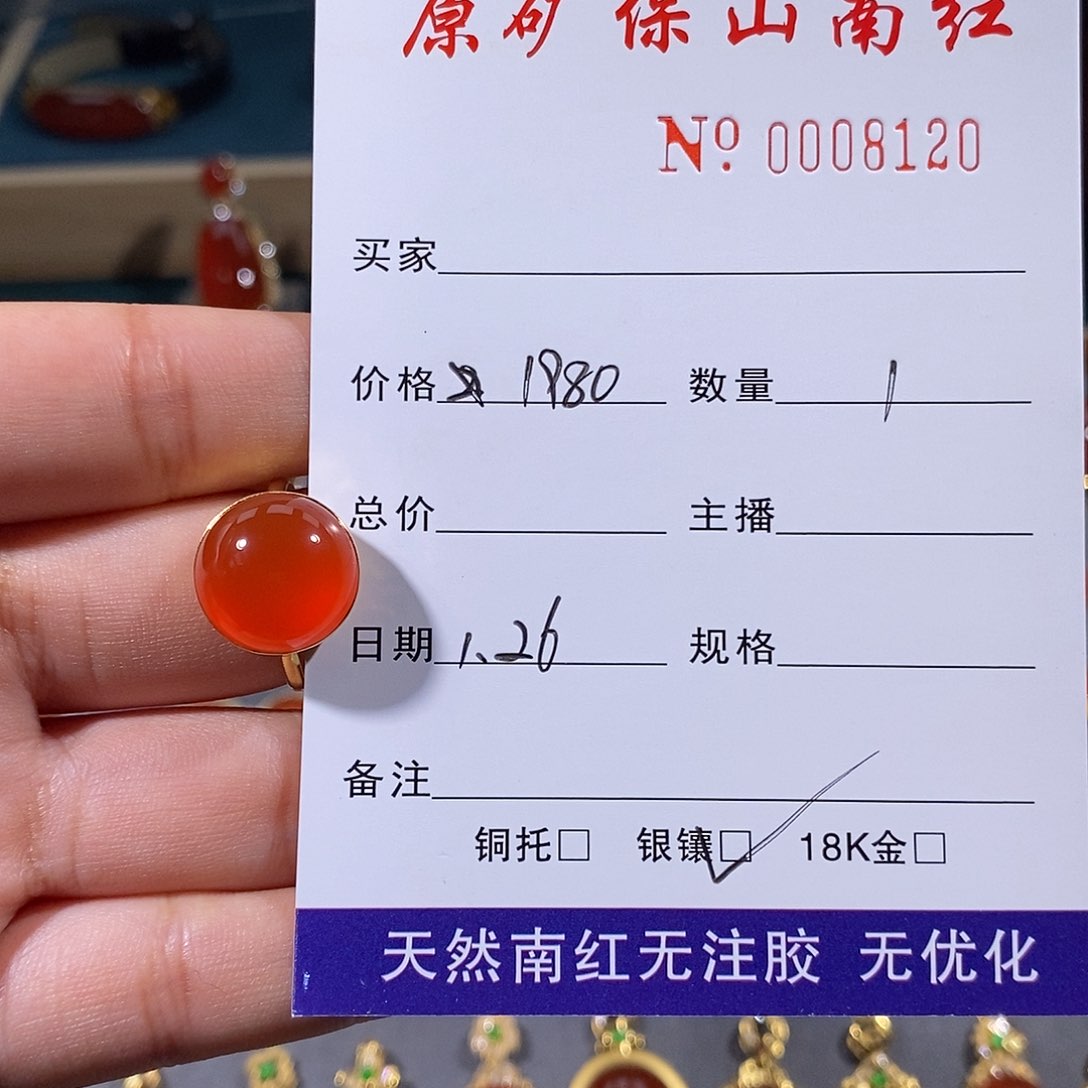 原矿 保山南红
Nº 0008120
买家
价格 1980 数量 1
总价 主播
日期 1.26 规格
备注
铜托□ 银镶□ 18K金□
天然南红无注胶 无优化